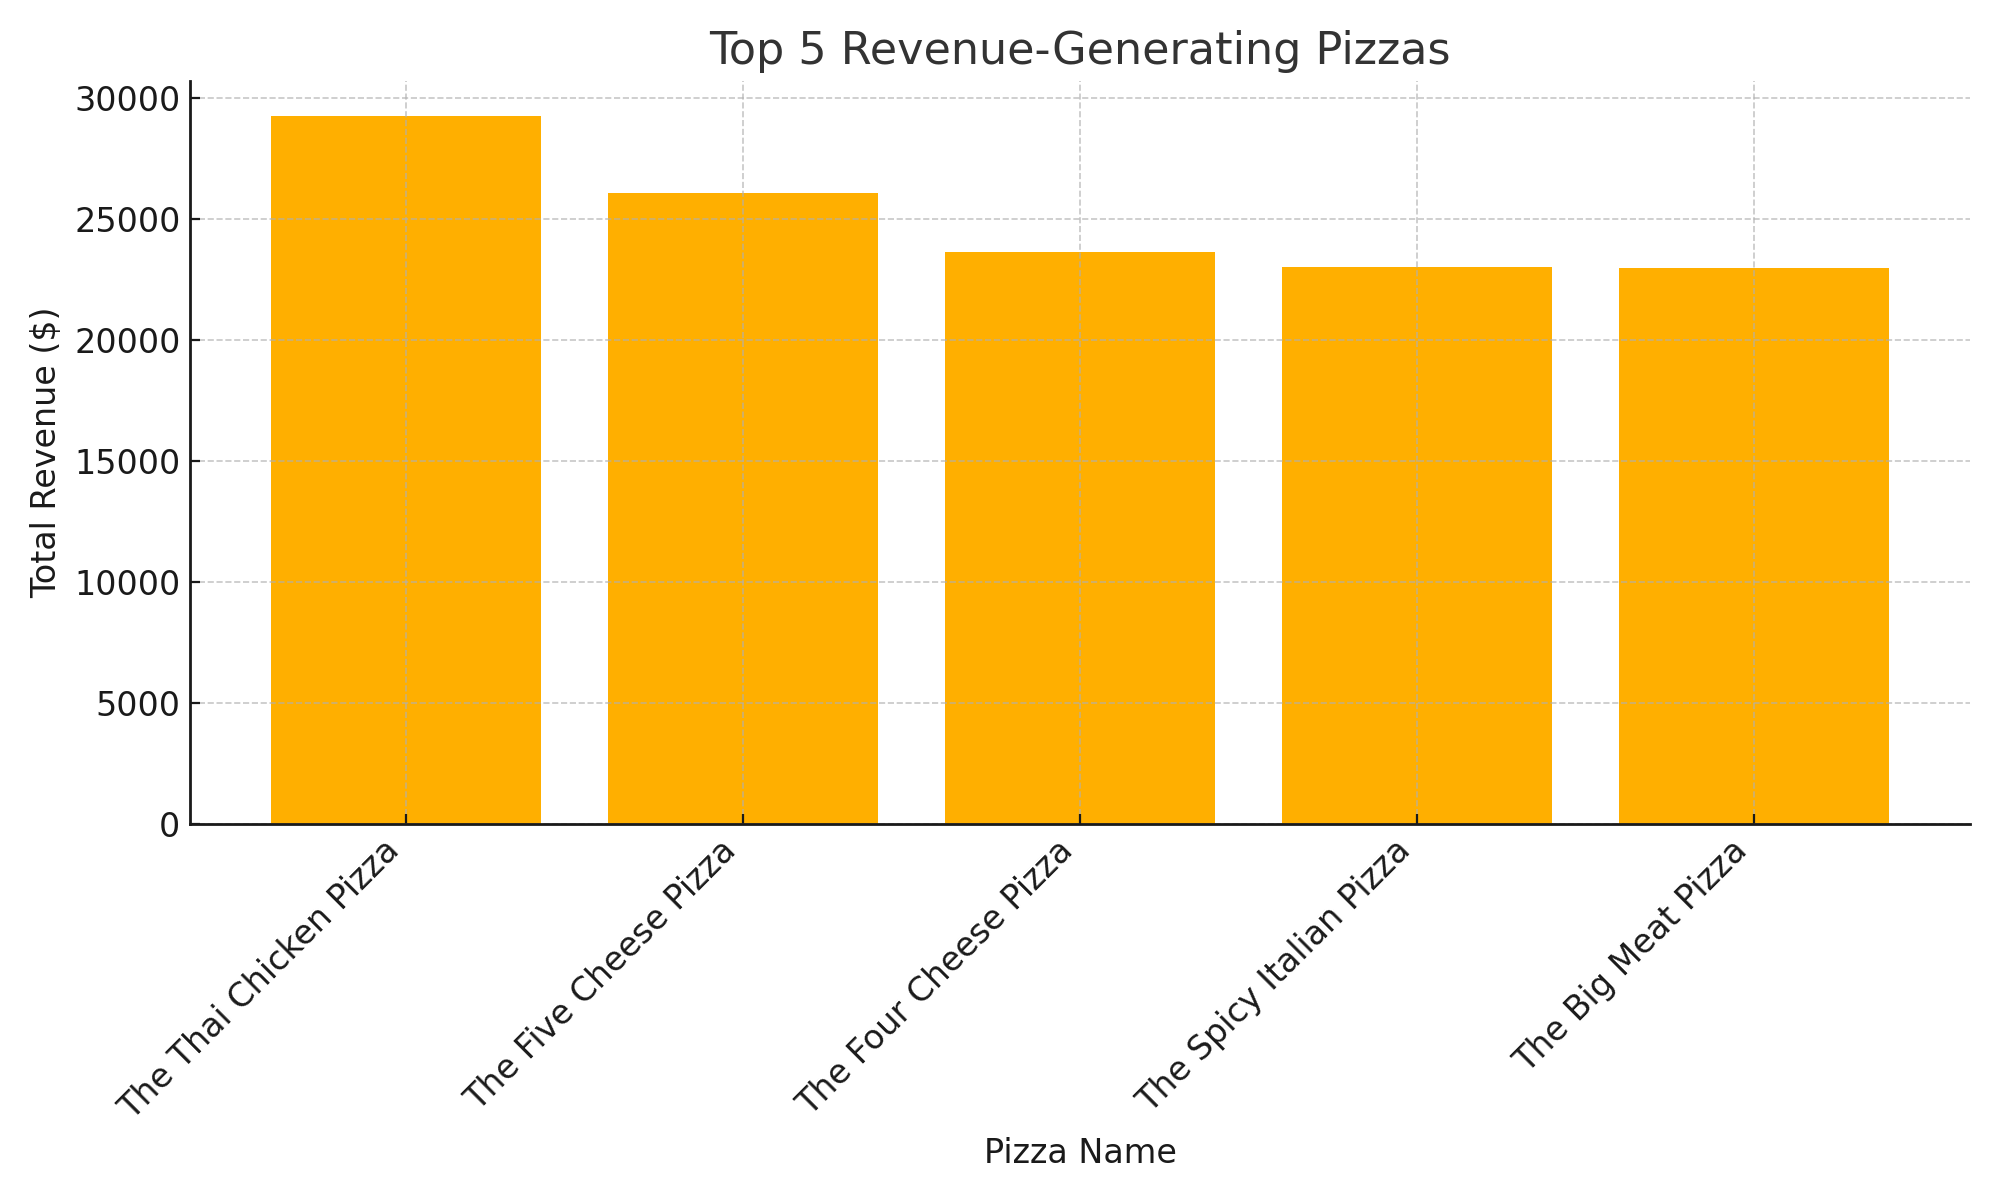 Top 5 Revenue-Generating Pizzas
Total Revenue ($)
30000
25000
20000
15000
10000
5000
0
The Thai Chicken Pizza
The Five Cheese Pizza
The Four Cheese Pizza
The Spicy Italian Pizza
The Big Meat Pizza
Pizza Name